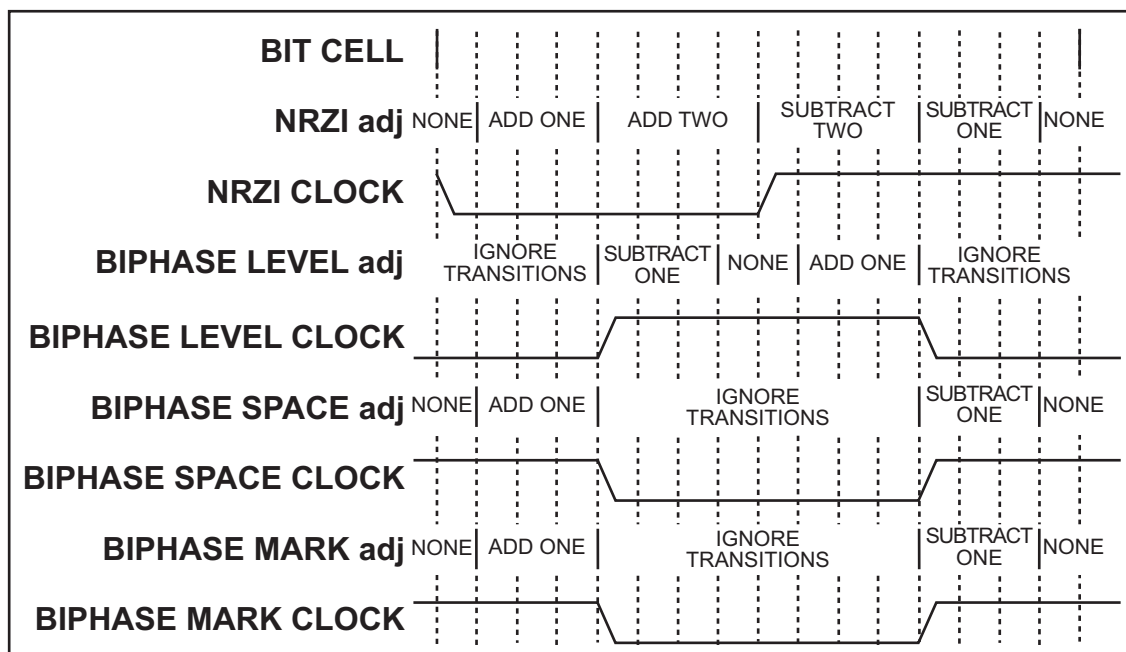 BIT CELL
NRZI adj NONE ADD ONE ADD TWO SUBTRACT TWO SUBTRACT ONE NONE
NRZI CLOCK
BIPHASE LEVEL adj IGNORE TRANSITIONS SUBTRACT ONE NONE ADD ONE IGNORE TRANSITIONS
BIPHASE LEVEL CLOCK
BIPHASE SPACE adj NONE ADD ONE IGNORE TRANSITIONS SUBTRACT ONE NONE
BIPHASE SPACE CLOCK
BIPHASE MARK adj NONE ADD ONE IGNORE TRANSITIONS SUBTRACT ONE NONE
BIPHASE MARK CLOCK